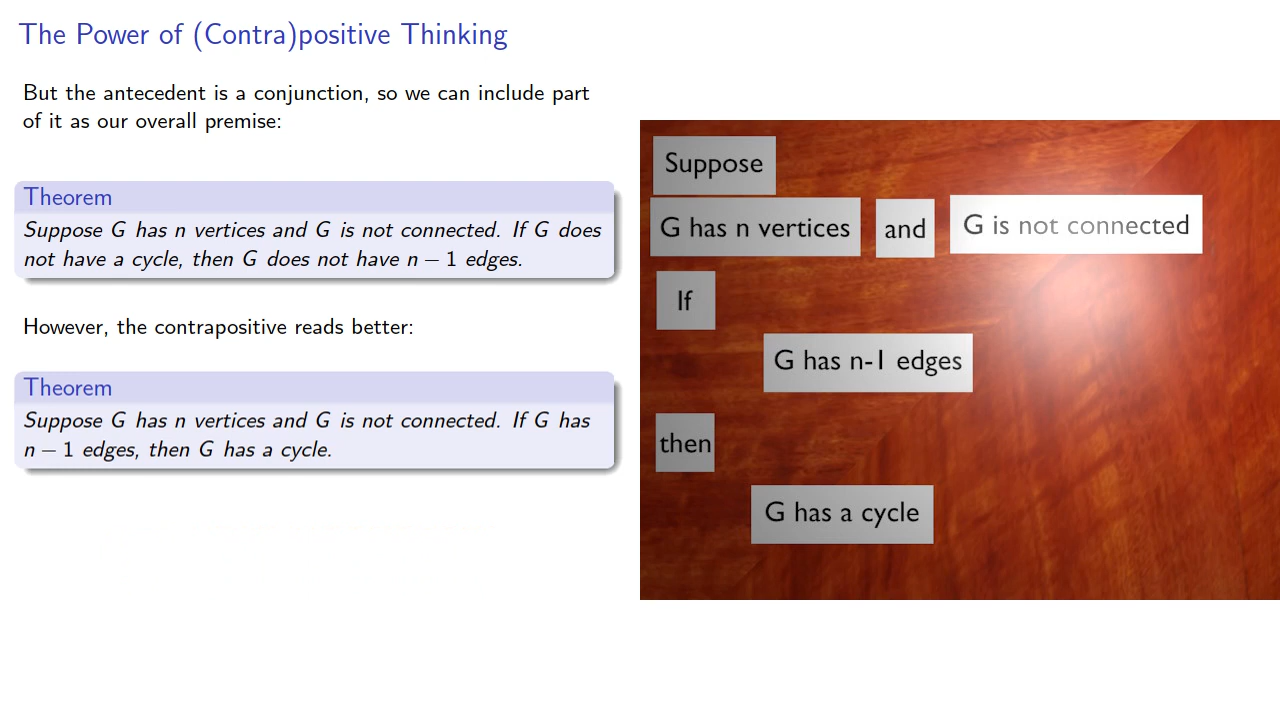 The Power of (Contra)positive Thinking
But the antecedent is a conjunction, so we can include part
of it as our overall premise:
Theorem
Suppose G has n vertices and G is not connected. If G does
not have a cycle, then G does not have n − 1 edges.
However, the contrapositive reads better:
Theorem
Suppose G has n vertices and G is not connected. If G has
n − 1 edges, then G has a cycle.
Suppose
G has n vertices and G is not connected
If
G has n-1 edges
then
G has a cycle